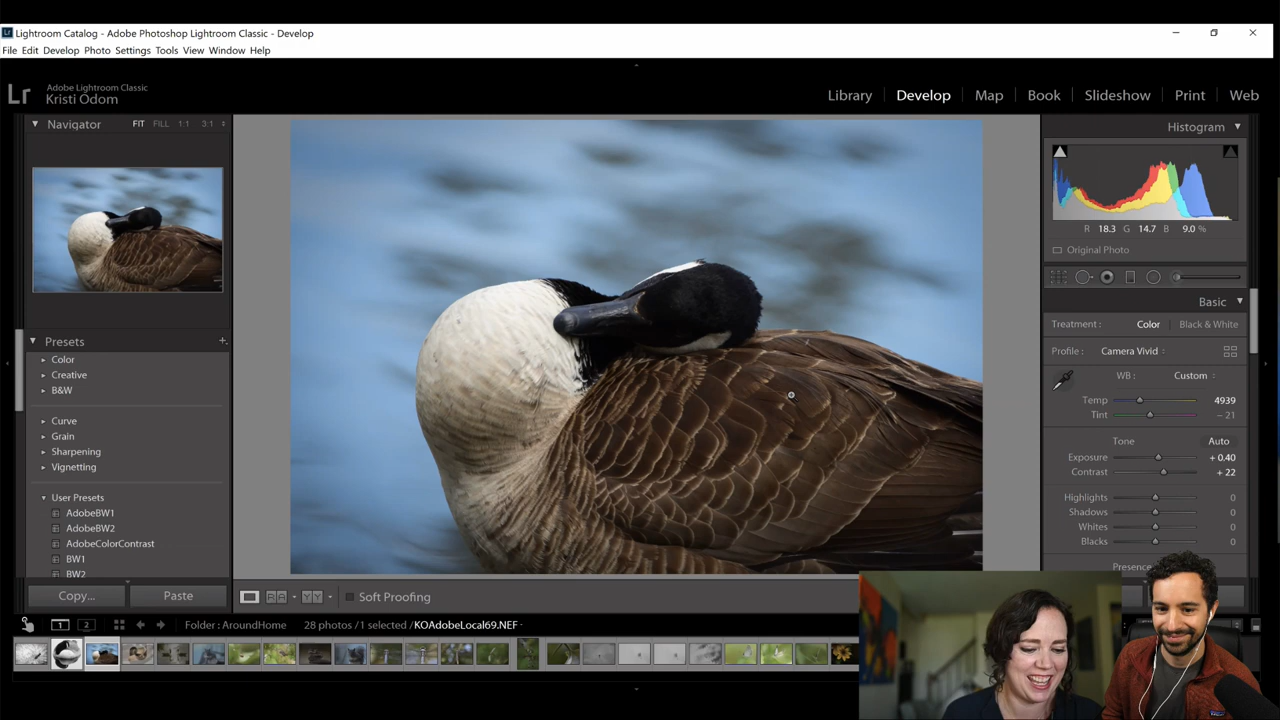 Lightroom Catalog - Adobe Photoshop Lightroom Classic - Develop
File Edit Develop Photo Settings Tools View Window Help
Lr Adobe Lightroom Classic
Kristi Odom
Library Develop Map Book Slideshow Print Web
Navigator FIT FILL 1:1 3:1
Histogram
R 18.3 G 14.7 B 9.0 %
Original Photo
Basic
Treatment : Color Black & White
Profile : Camera Vivid
WB : Custom
Temp 4939
Tint – 21
Tone Auto
Exposure + 0.40
Contrast + 22
Highlights 0
Shadows 0
Whites 0
Blacks 0
Presence
Presets
Color
Creative
B&W
Curve
Grain
Sharpening
Vignetting
User Presets
AdobeBW1
AdobeBW2
AdobeColorContrast
BW1
BW2
Copy... Paste
Soft Proofing
1 2 Folder : AroundHome 28 photos / 1 selected / KOAdobeLocal69.NEF